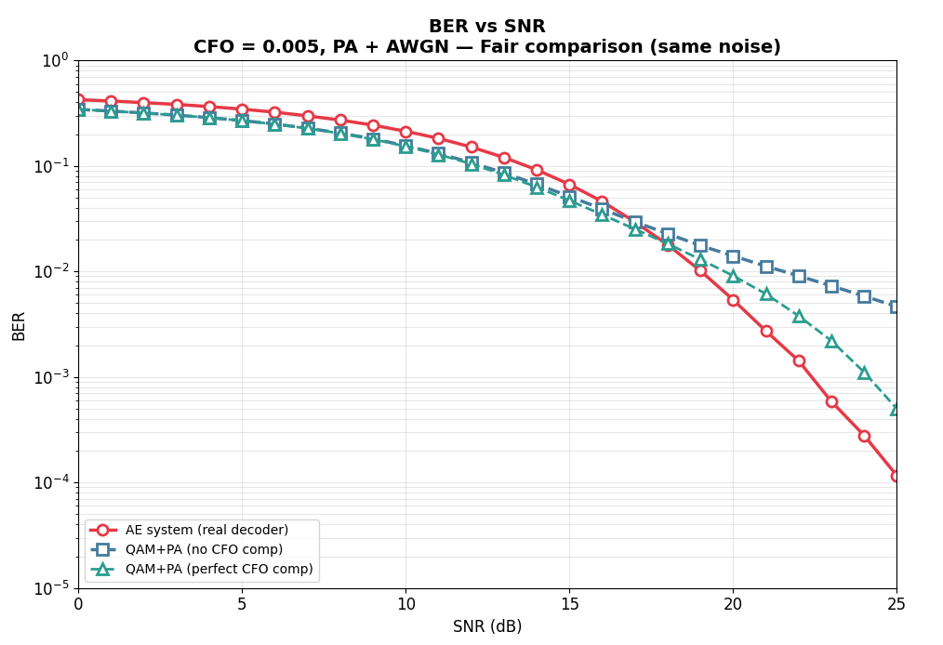 BER vs SNR
CFO = 0.005, PA + AWGN — Fair comparison (same noise)
10⁰
10⁻¹
10⁻²
10⁻³
10⁻⁴
10⁻⁵
BER
AE system (real decoder)
QAM+PA (no CFO comp)
QAM+PA (perfect CFO comp)
0 5 10 15 20 25
SNR (dB)